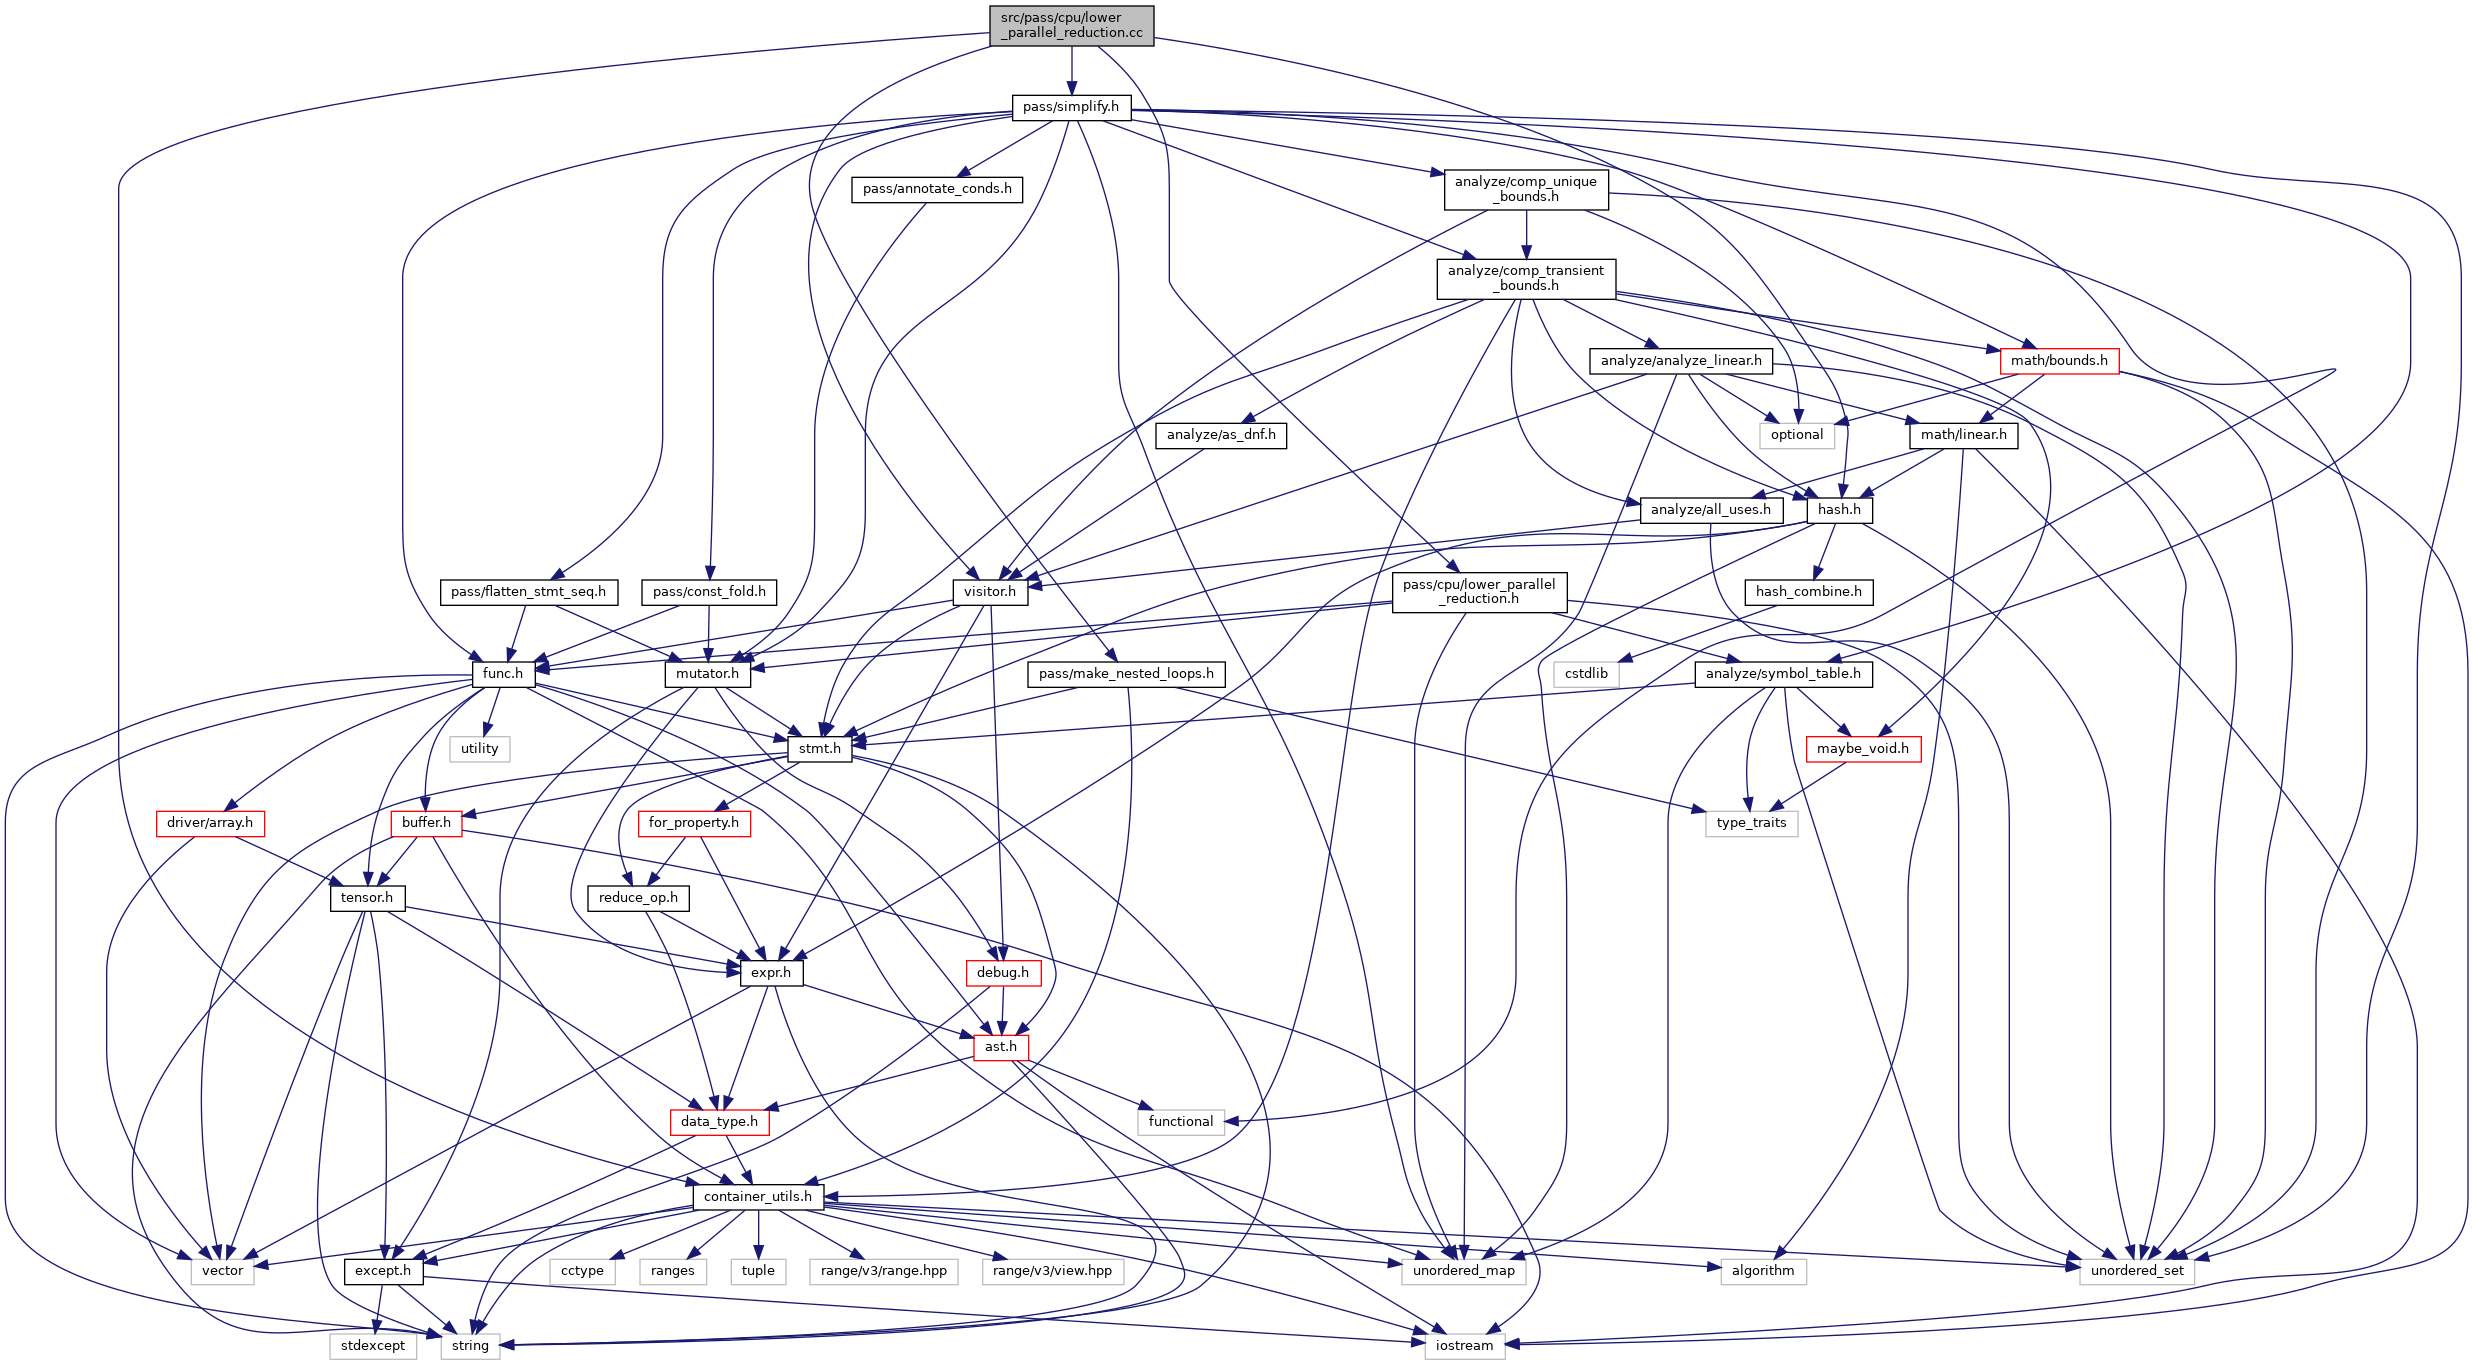 src/pass/cpu/lower
_parallel_reduction.cc
pass/simplify.h
pass/annotate_conds.h
analyze/comp_unique
_bounds.h
analyze/comp_transient
_bounds.h
analyze/analyze_linear.h
math/bounds.h
analyze/as_dnf.h
optional
math/linear.h
analyze/all_uses.h
hash.h
pass/flatten_stmt_seq.h
pass/const_fold.h
visitor.h
pass/cpu/lower_parallel
_reduction.h
hash_combine.h
func.h
mutator.h
pass/make_nested_loops.h
cstdlib
analyze/symbol_table.h
utility
stmt.h
maybe_void.h
driver/array.h
buffer.h
for_property.h
type_traits
tensor.h
reduce_op.h
expr.h
debug.h
ast.h
data_type.h
functional
container_utils.h
vector
except.h
cctype
ranges
tuple
range/v3/range.hpp
range/v3/view.hpp
unordered_map
algorithm
unordered_set
stdexcept
string
iostream